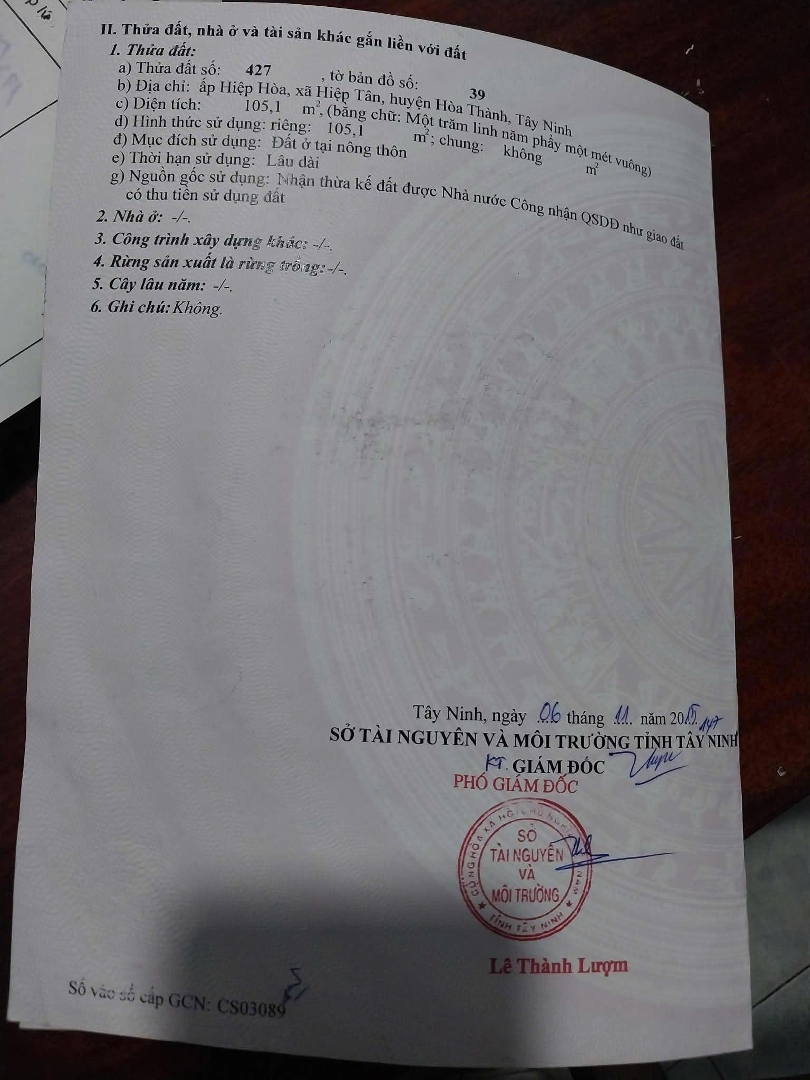 II. Thửa đất, nhà ở và tài sản khác gắn liền với đất
1. Thửa đất:
a) Thửa đất số: 427 , tờ bản đồ số: 39
b) Địa chỉ: ấp Hiệp Hòa, xã Hiệp Tân, huyện Hòa Thành, Tây Ninh
c) Diện tích: 105,1 m², (bằng chữ: Một trăm linh năm phẩy một mét vuông)
d) Hình thức sử dụng: riêng: 105,1 m²; chung: không m²
đ) Mục đích sử dụng: Đất ở tại nông thôn
e) Thời hạn sử dụng: Lâu dài
g) Nguồn gốc sử dụng: Nhận thừa kế đất được Nhà nước Công nhận QSDĐ như giao đất
có thu tiền sử dụng đất
2. Nhà ở: -/-.
3. Công trình xây dựng khác: -/-.
4. Rừng sản xuất là rừng trồng: -/-.
5. Cây lâu năm: -/-.
6. Ghi chú: Không.
Tây Ninh, ngày 06 tháng 11 năm 2015
SỞ TÀI NGUYÊN VÀ MÔI TRƯỜNG TỈNH TÂY NINH
KT. GIÁM ĐỐC
PHÓ GIÁM ĐỐC
SỞ
TÀI NGUYÊN
VÀ
MÔI TRƯỜNG
TỈNH TÂY NINH
Lê Thành Lượm
Số vào sổ cấp GCN: CS03089